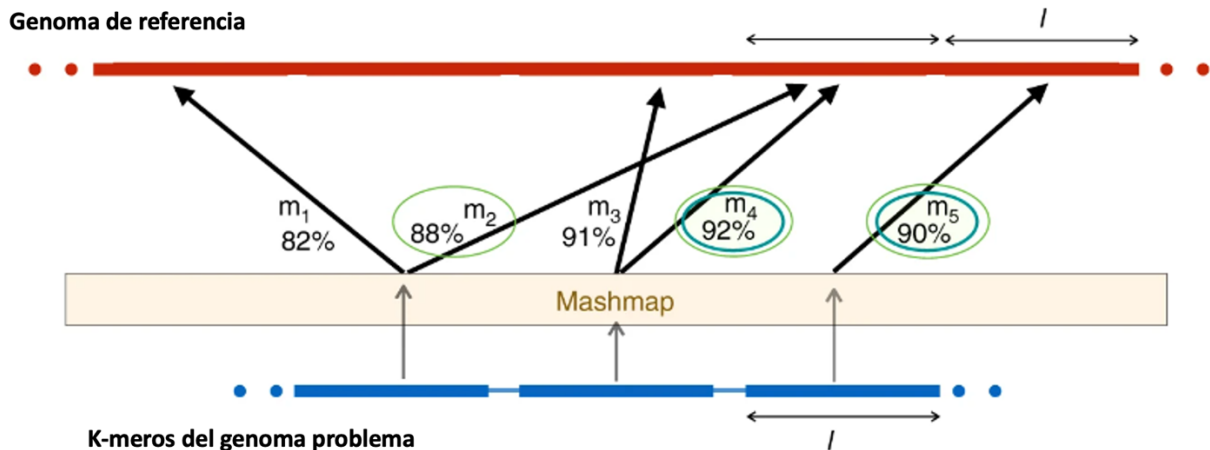 Genoma de referencia
l
m1
82%
m2
88%
m3
91%
m4
92%
m5
90%
Mashmap
K-meros del genoma problema
l